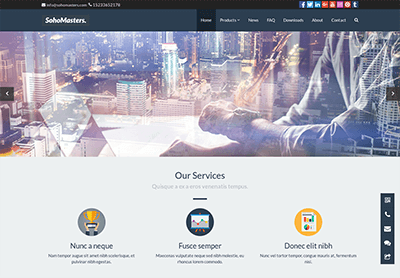 info@sohomasters.com 15233652178
SohoMasters.
Home Products News FAQ Downloads About Contact
Our Services
Quisque a ex a eros venenatis tempus.
Nunc a neque
Nam tempor augue sit amet nibh scelerisque, et pulvinar nibh egestas.
Fusce semper
Maecenas vulputate neque sed nibh molestie, eu rhoncus lorem commodo.
Donec elit nibh
Nunc vel tortor tempor, congue mauris at, fermentum nisl.